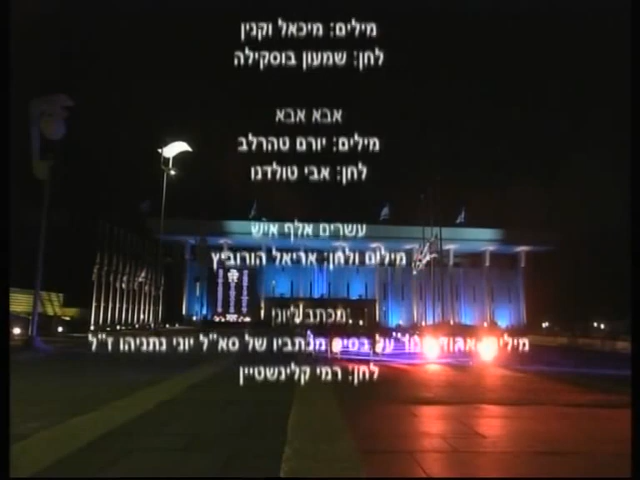 מילים: מיכאל וקנין
לחן: שמעון בוסקילה
אבא אבא
מילים: יורם טהרלב
לחן: אבי טולדנו
עשרים אלף איש
מילים ולחן: אריאל הורוביץ
מכתב ליוני
מילים: על בסיס מכתביו של סא"ל יוני נתניהו ז"ל
לחן: רמי קלינשטיין